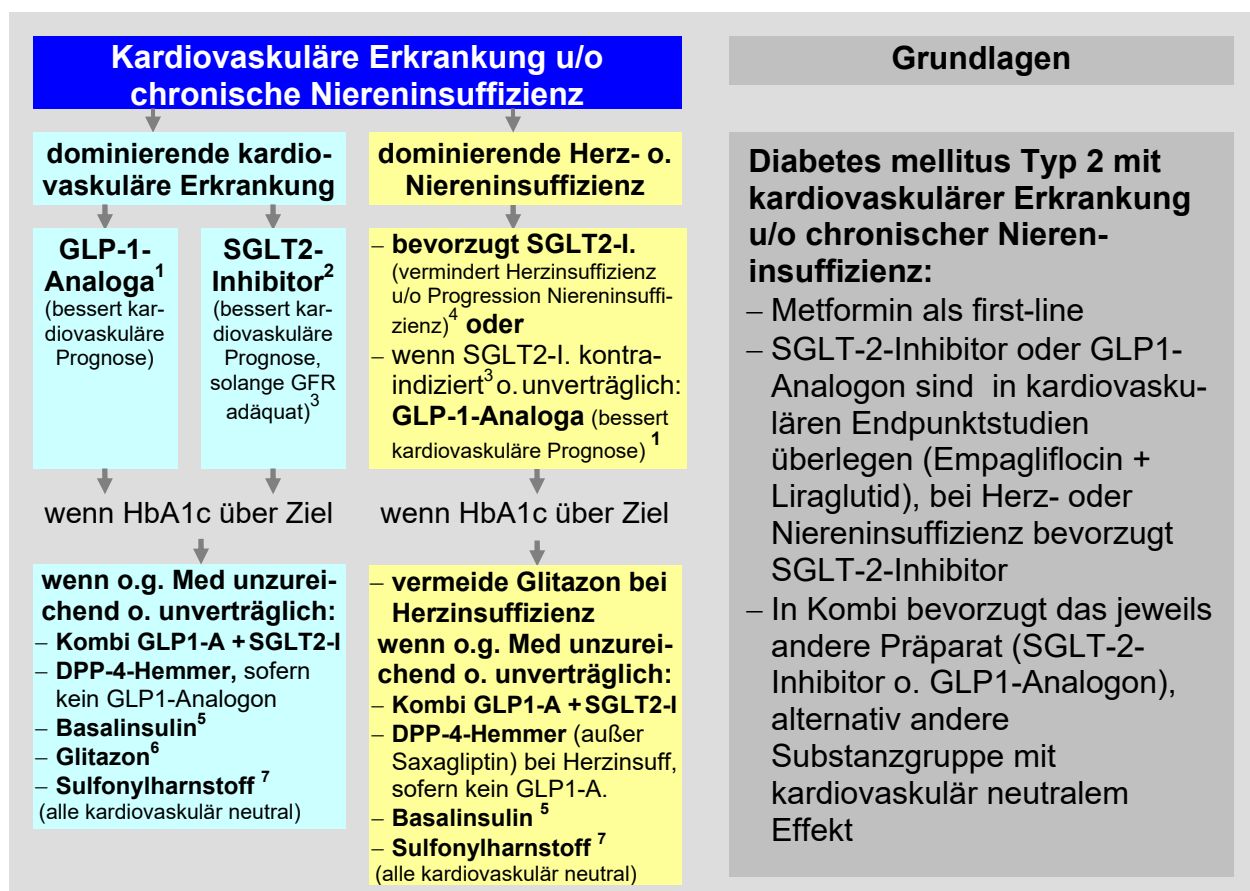 Kardiovaskuläre Erkrankung u/o
chronische Niereninsuffizienz
dominierende kardio-
vaskuläre Erkrankung
GLP-1-
Analoga¹
(bessert kar-
diovaskuläre
Prognose)
SGLT2-
Inhibitor²
(bessert kar-
diovaskuläre
Prognose,
solange GFR
adäquat)³
wenn HbA1c über Ziel
wenn o.g. Med unzurei-
chend o. unverträglich:
– Kombi GLP1-A + SGLT2-I
– DPP-4-Hemmer, sofern
kein GLP1-Analogon
– Basalinsulin⁵
– Glitazon⁶
– Sulfonylharnstoff ⁷
(alle kardiovaskulär neutral)
dominierende Herz- o.
Niereninsuffizienz
– bevorzugt SGLT2-I.
(vermindert Herzinsuffizienz
u/o Progression Niereninsuffi-
zienz)⁴ oder
– wenn SGLT2-I. kontra-
indiziert³ o. unverträglich:
GLP-1-Analoga (bessert
kardiovaskuläre Prognose) ¹
wenn HbA1c über Ziel
– vermeide Glitazon bei
Herzinsuffizienz
wenn o.g. Med unzurei-
chend o. unverträglich:
– Kombi GLP1-A + SGLT2-I
– DPP-4-Hemmer (außer
Saxagliptin) bei Herzinsuff,
sofern kein GLP1-A.
– Basalinsulin ⁵
– Sulfonylharnstoff ⁷
(alle kardiovaskulär neutral)
Grundlagen
Diabetes mellitus Typ 2 mit
kardiovaskulärer Erkrankung
u/o chronischer Nieren-
insuffizienz:
– Metformin als first-line
– SGLT-2-Inhibitor oder GLP1-
Analogon sind in kardiovasku-
lären Endpunktstudien
überlegen (Empagliflocin +
Liraglutid), bei Herz- oder
Niereninsuffizienz bevorzugt
SGLT-2-Inhibitor
– In Kombi bevorzugt das jeweils
andere Präparat (SGLT-2-
Inhibitor o. GLP1-Analogon),
alternativ andere
Substanzgruppe mit
kardiovaskulär neutralem
Effekt